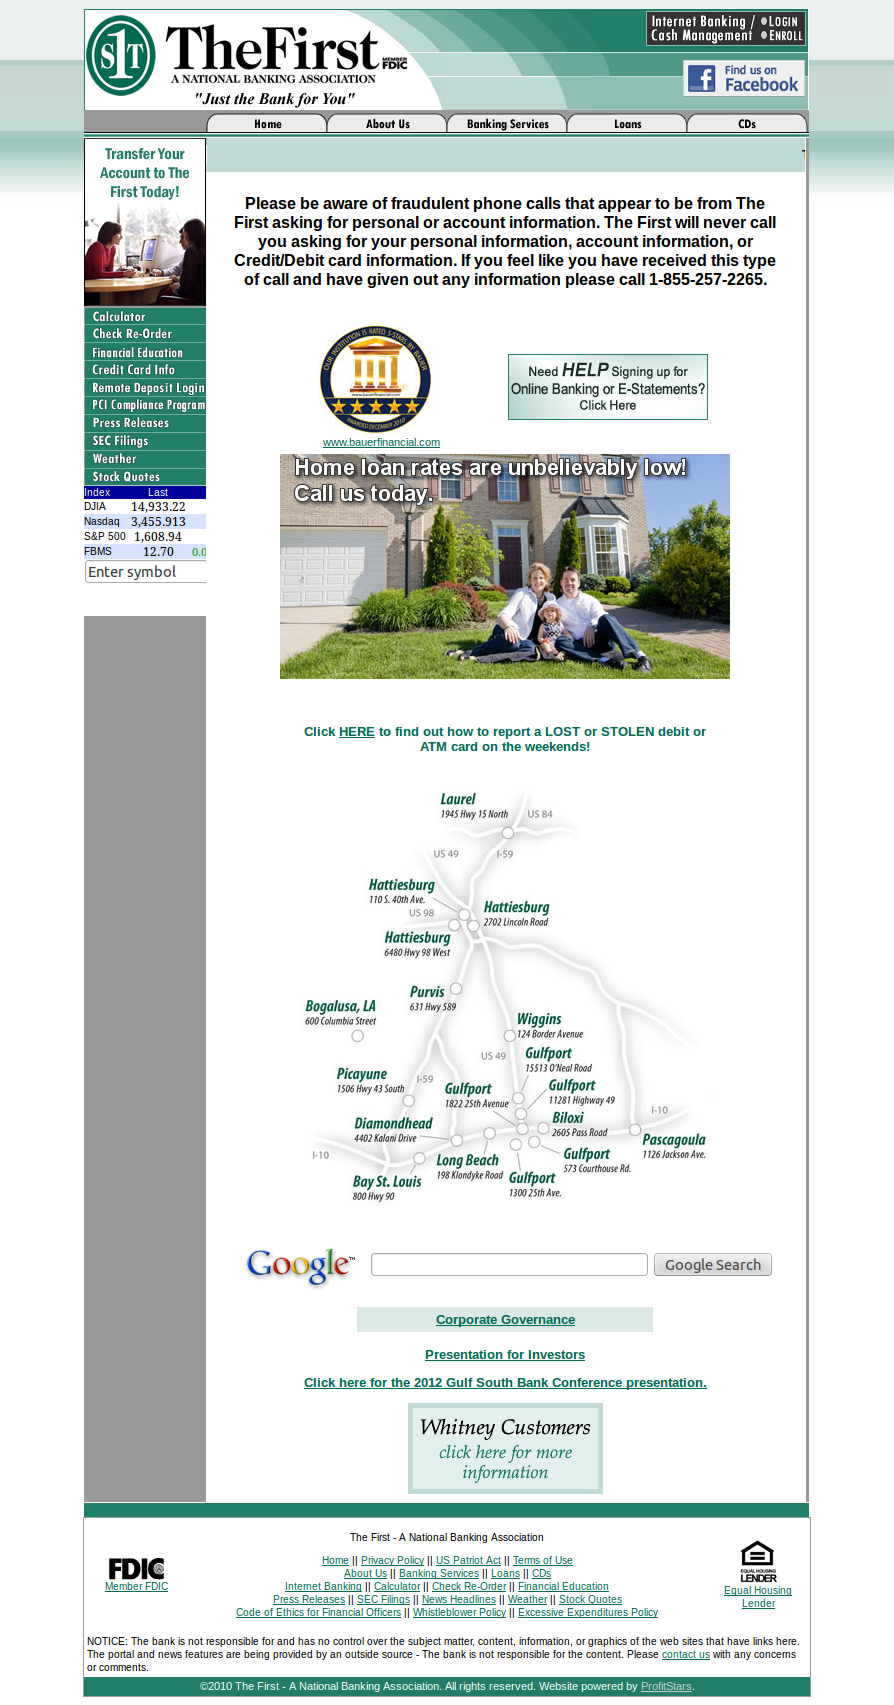 S1T
TheFirst
MEMBER
FDIC
A NATIONAL BANKING ASSOCIATION
"Just the Bank for You"
Internet Banking / LOGIN
Cash Management ENROLL
Find us on
Facebook
Home About Us Banking Services Loans CDs
Transfer Your
Account to The
First Today!
Calculator
Check Re-Order
Financial Education
Credit Card Info
Remote Deposit Login
PCI Compliance Program
Press Releases
SEC Filings
Weather
Stock Quotes
Index Last
DJIA 14,933.22
Nasdaq 3,455.913
S&P 500 1,608.94
FBMS 12.70 0.0
Enter symbol
Please be aware of fraudulent phone calls that appear to be from The
First asking for personal or account information. The First will never call
you asking for your personal information, account information, or
Credit/Debit card information. If you feel like you have received this type
of call and have given out any information please call 1-855-257-2265.
OUR INSTITUTION IS RATED 5-STARS BY BAUER
www.bauerfinancial.com
AWARDED DECEMBER 2010
www.bauerfinancial.com
Need HELP Signing up for
Online Banking or E-Statements?
Click Here
Home loan rates are unbelievably low!
Call us today.
Click HERE to find out how to report a LOST or STOLEN debit or
ATM card on the weekends!
Laurel
1945 Hwy 15 North
US 84
US 49
I-59
Hattiesburg
110 S. 40th Ave.
US 98
Hattiesburg
2702 Lincoln Road
Hattiesburg
6480 Hwy 98 West
Purvis
631 Hwy 589
Bogalusa, LA
600 Columbia Street
Wiggins
124 Border Avenue
US 49
Gulfport
15513 O'Neal Road
Picayune
1506 Hwy 43 South
I-59
Gulfport
1822 25th Avenue
Gulfport
11281 Highway 49
I-10
Diamondhead
4402 Kalani Drive
Biloxi
2605 Pass Road
Pascagoula
1126 Jackson Ave.
I-10
Long Beach
198 Klondyke Road
Gulfport
573 Courthouse Rd.
Bay St. Louis
800 Hwy 90
Gulfport
1300 25th Ave.
Google™
Google Search
Corporate Governance
Presentation for Investors
Click here for the 2012 Gulf South Bank Conference presentation.
Whitney Customers
click here for more
information
The First - A National Banking Association
FDIC
Member FDIC
Home || Privacy Policy || US Patriot Act || Terms of Use
About Us || Banking Services || Loans || CDs
Internet Banking || Calculator || Check Re-Order || Financial Education
Press Releases || SEC Filings || News Headlines || Weather || Stock Quotes
Code of Ethics for Financial Officers || Whistleblower Policy || Excessive Expenditures Policy
EQUAL HOUSING
LENDER
Equal Housing
Lender
NOTICE: The bank is not responsible for and has no control over the subject matter, content, information, or graphics of the web sites that have links here.
The portal and news features are being provided by an outside source - The bank is not responsible for the content. Please contact us with any concerns
or comments.
©2010 The First - A National Banking Association. All rights reserved. Website powered by ProfitStars.